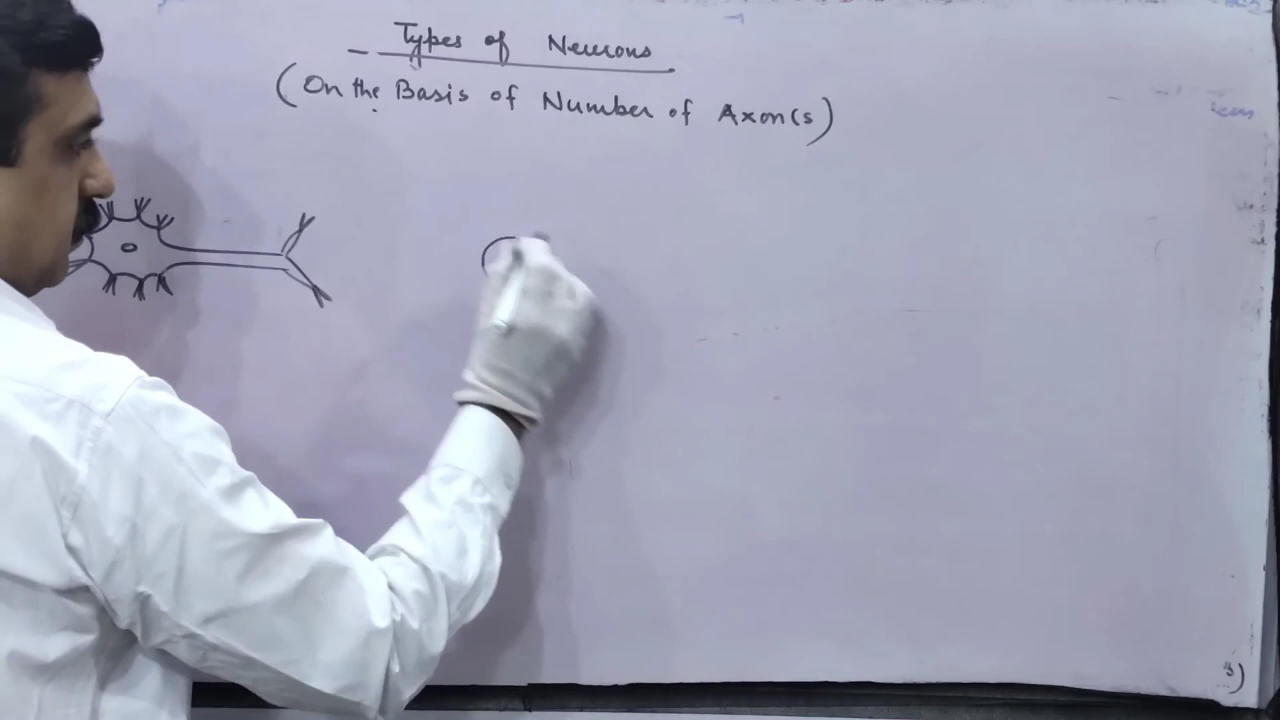 Types of Neurons
(On the Basis of Number of Axon(s)